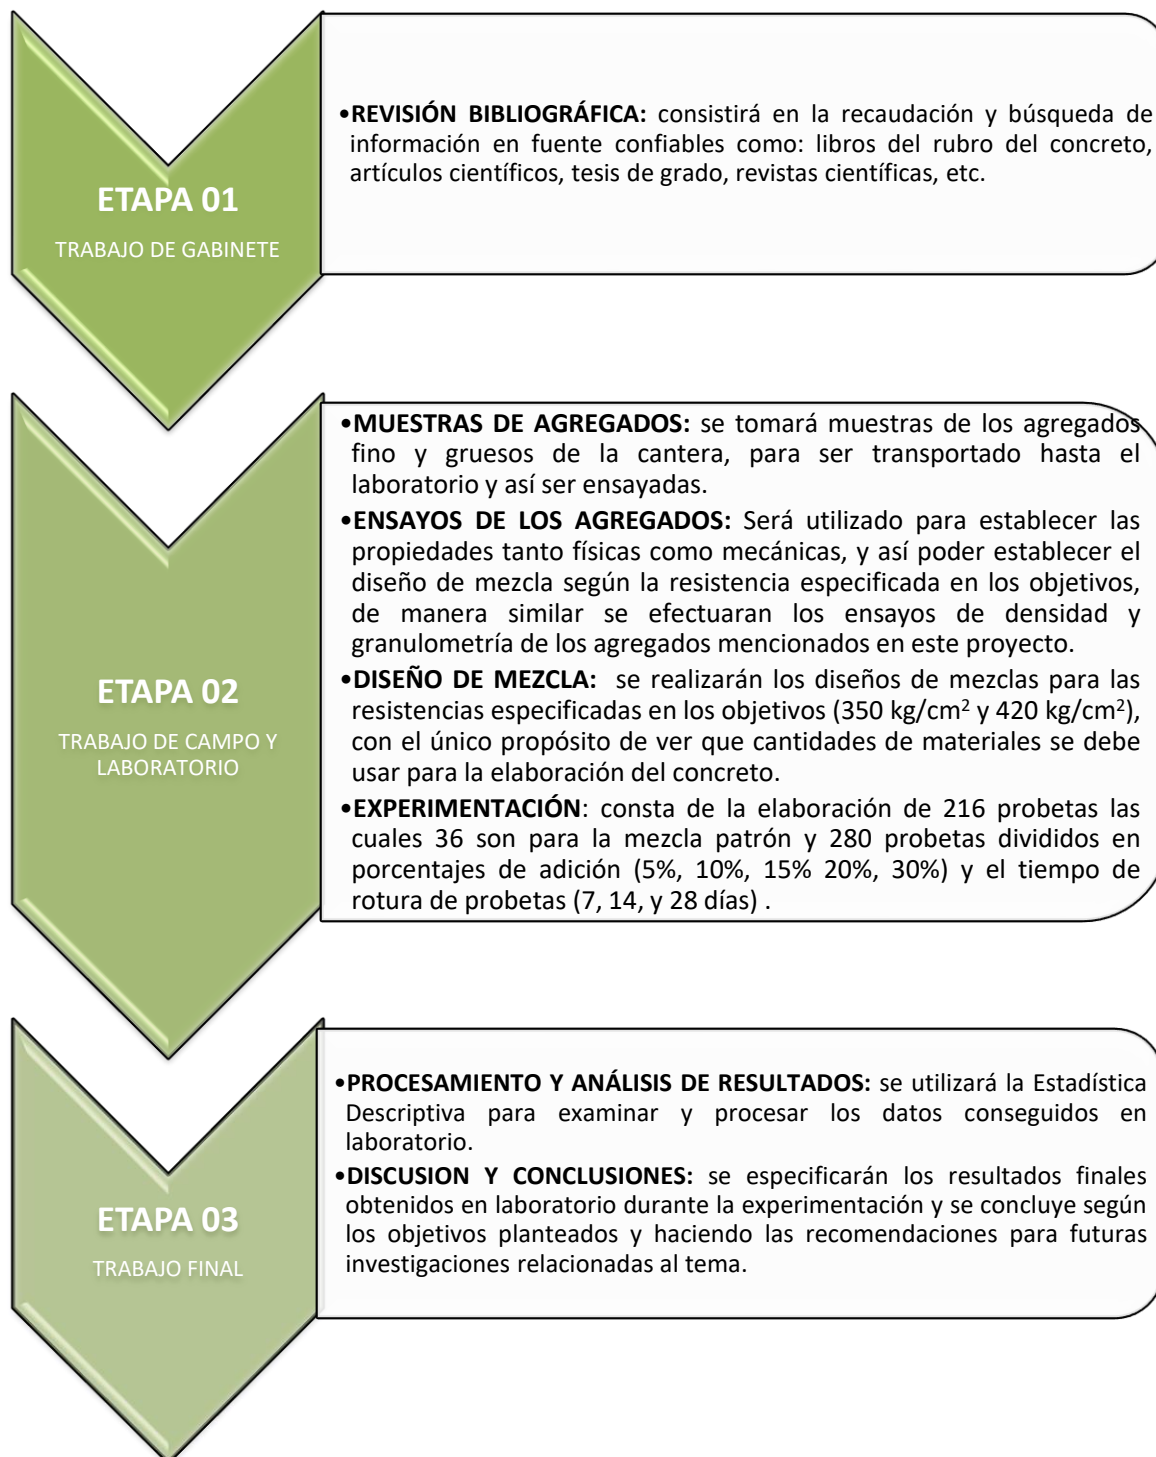 ETAPA 01
TRABAJO DE GABINETE
•REVISIÓN BIBLIOGRÁFICA: consistirá en la recaudación y búsqueda de
información en fuente confiables como: libros del rubro del concreto,
artículos científicos, tesis de grado, revistas científicas, etc.
ETAPA 02
TRABAJO DE CAMPO Y
LABORATORIO
•MUESTRAS DE AGREGADOS: se tomará muestras de los agregados
fino y gruesos de la cantera, para ser transportado hasta el
laboratorio y así ser ensayadas.
•ENSAYOS DE LOS AGREGADOS: Será utilizado para establecer las
propiedades tanto físicas como mecánicas, y así poder establecer el
diseño de mezcla según la resistencia especificada en los objetivos,
de manera similar se efectuaran los ensayos de densidad y
granulometría de los agregados mencionados en este proyecto.
•DISEÑO DE MEZCLA: se realizarán los diseños de mezclas para las
resistencias especificadas en los objetivos (350 kg/cm² y 420 kg/cm²),
con el único propósito de ver que cantidades de materiales se debe
usar para la elaboración del concreto.
•EXPERIMENTACIÓN: consta de la elaboración de 216 probetas las
cuales 36 son para la mezcla patrón y 280 probetas divididos en
porcentajes de adición (5%, 10%, 15% 20%, 30%) y el tiempo de
rotura de probetas (7, 14, y 28 días) .
ETAPA 03
TRABAJO FINAL
•PROCESAMIENTO Y ANÁLISIS DE RESULTADOS: se utilizará la Estadística
Descriptiva para examinar y procesar los datos conseguidos en
laboratorio.
•DISCUSION Y CONCLUSIONES: se especificarán los resultados finales
obtenidos en laboratorio durante la experimentación y se concluye según
los objetivos planteados y haciendo las recomendaciones para futuras
investigaciones relacionadas al tema.